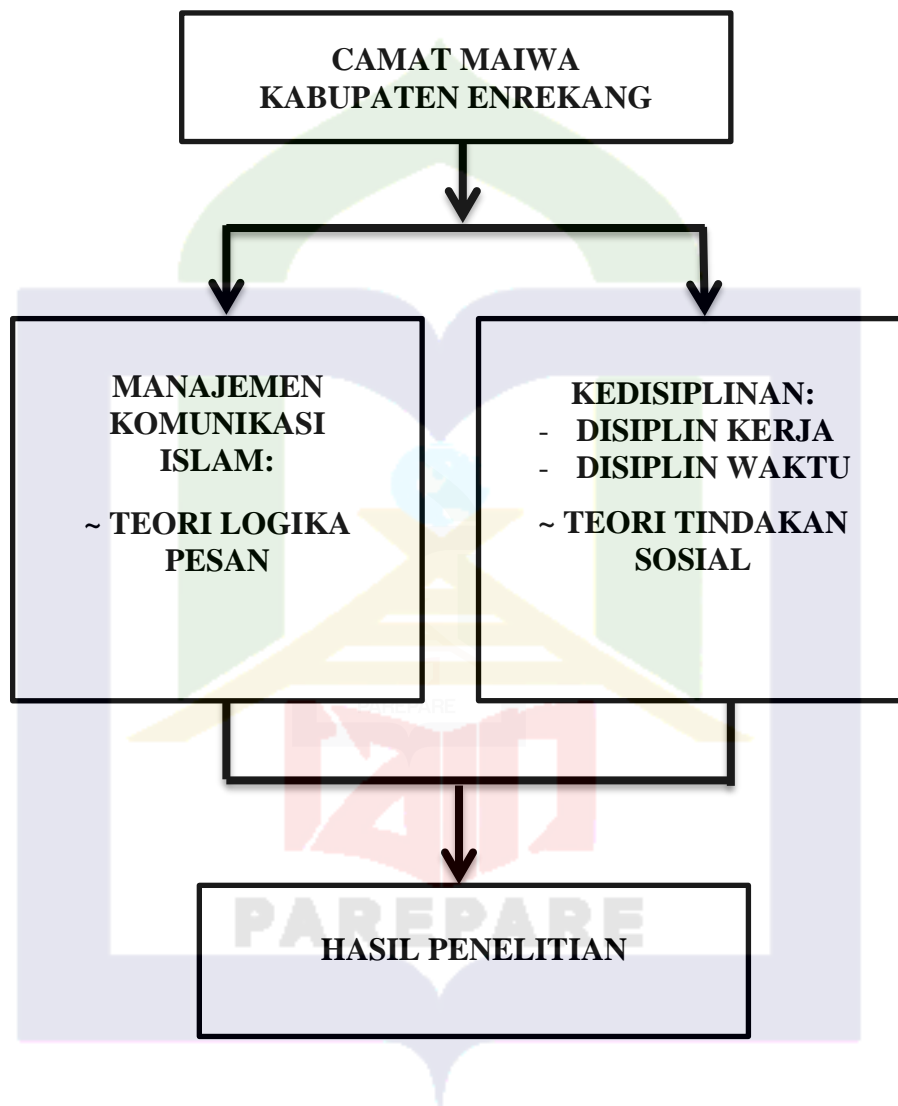 CAMAT MAIWA
KABUPATEN ENREKANG
MANAJEMEN
KOMUNIKASI
ISLAM:
~ TEORI LOGIKA
PESAN
KEDISIPLINAN:
- DISIPLIN KERJA
- DISIPLIN WAKTU
~ TEORI TINDAKAN
SOSIAL
PAREPARE
PAREPARE
HASIL PENELITIAN